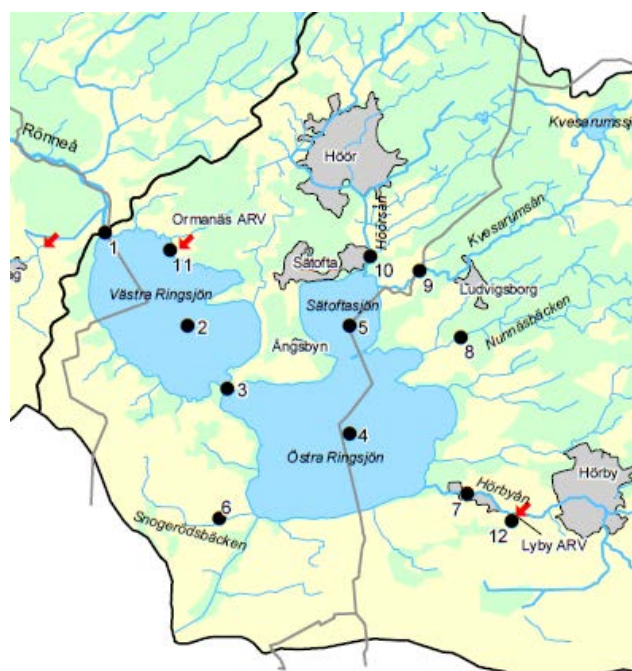 Rönneå
Höör
Kvesarumssj
Ormanäs ARV
Höörsån
Kvesarumsån
1
11
Sätofta
10
9
Ludvigsborg
Västra Ringsjön
Sätoftasjön
2
5
Nunnäsbäcken
8
Ängsbyn
3
4
Östra Ringsjön
Hörby
7
Hörbyån
6
Snogerödsbäcken
12
Lyby ARV